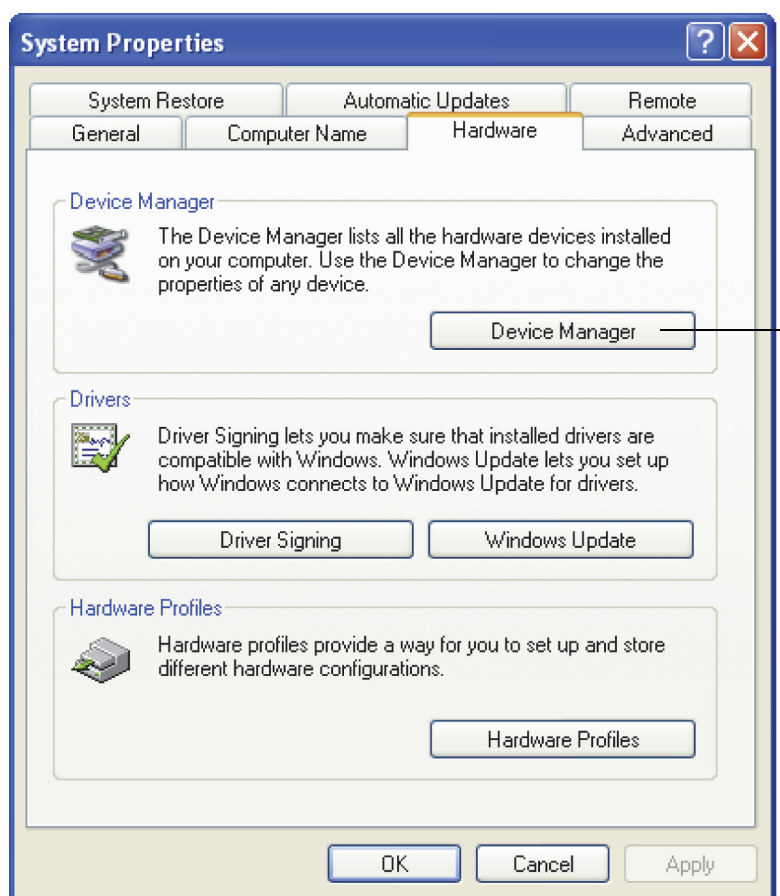 System Properties
System Restore Automatic Updates Remote
General Computer Name Hardware Advanced
Device Manager
The Device Manager lists all the hardware devices installed
on your computer. Use the Device Manager to change the
properties of any device.
Device Manager
Drivers
Driver Signing lets you make sure that installed drivers are
compatible with Windows. Windows Update lets you set up
how Windows connects to Windows Update for drivers.
Driver Signing Windows Update
Hardware Profiles
Hardware profiles provide a way for you to set up and store
different hardware configurations.
Hardware Profiles
OK Cancel Apply